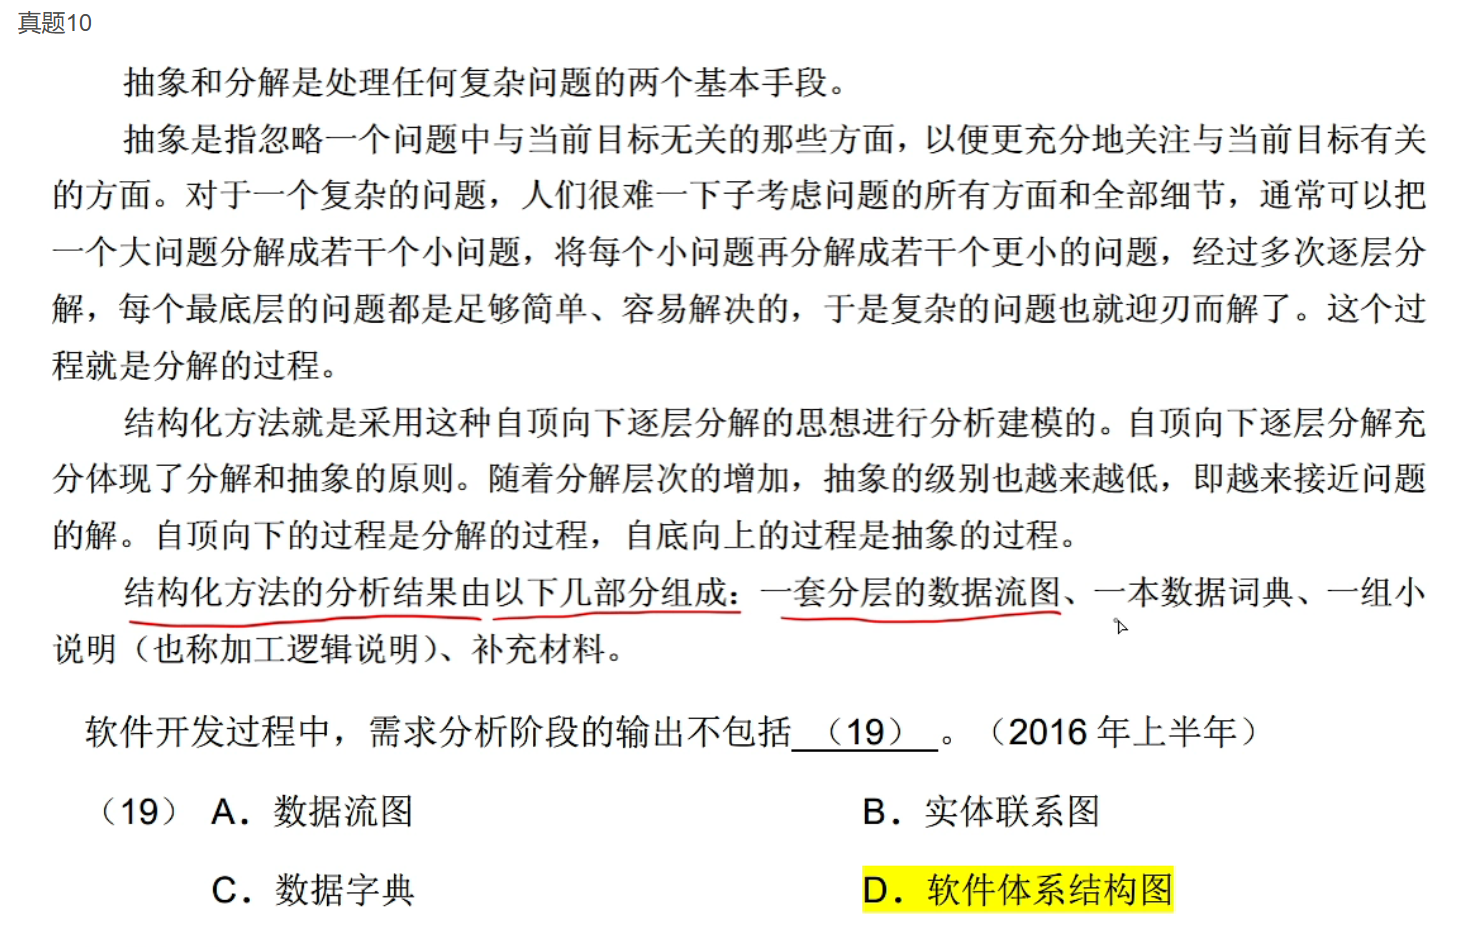 真题10
抽象和分解是处理任何复杂问题的两个基本手段。
抽象是指忽略一个问题中与当前目标无关的那些方面，以便更充分地关注与当前目标有关
的方面。对于一个复杂的问题，人们很难一下子考虑问题的所有方面和全部细节，通常可以把
一个大问题分解成若干个小问题，将每个小问题再分解成若干个更小的问题，经过多次逐层分
解，每个最底层的问题都是足够简单、容易解决的，于是复杂的问题也就迎刃而解了。这个过
程就是分解的过程。
结构化方法就是采用这种自顶向下逐层分解的思想进行分析建模的。自顶向下逐层分解充
分体现了分解和抽象的原则。随着分解层次的增加，抽象的级别也越来越低，即越来接近问题
的解。自顶向下的过程是分解的过程，自底向上的过程是抽象的过程。
结构化方法的分析结果由以下几部分组成：一套分层的数据流图、一本数据词典、一组小
说明（也称加工逻辑说明）、补充材料。
软件开发过程中，需求分析阶段的输出不包括（19）。（2016 年上半年）
（19） A．数据流图 B．实体联系图
C．数据字典 D．软件体系结构图